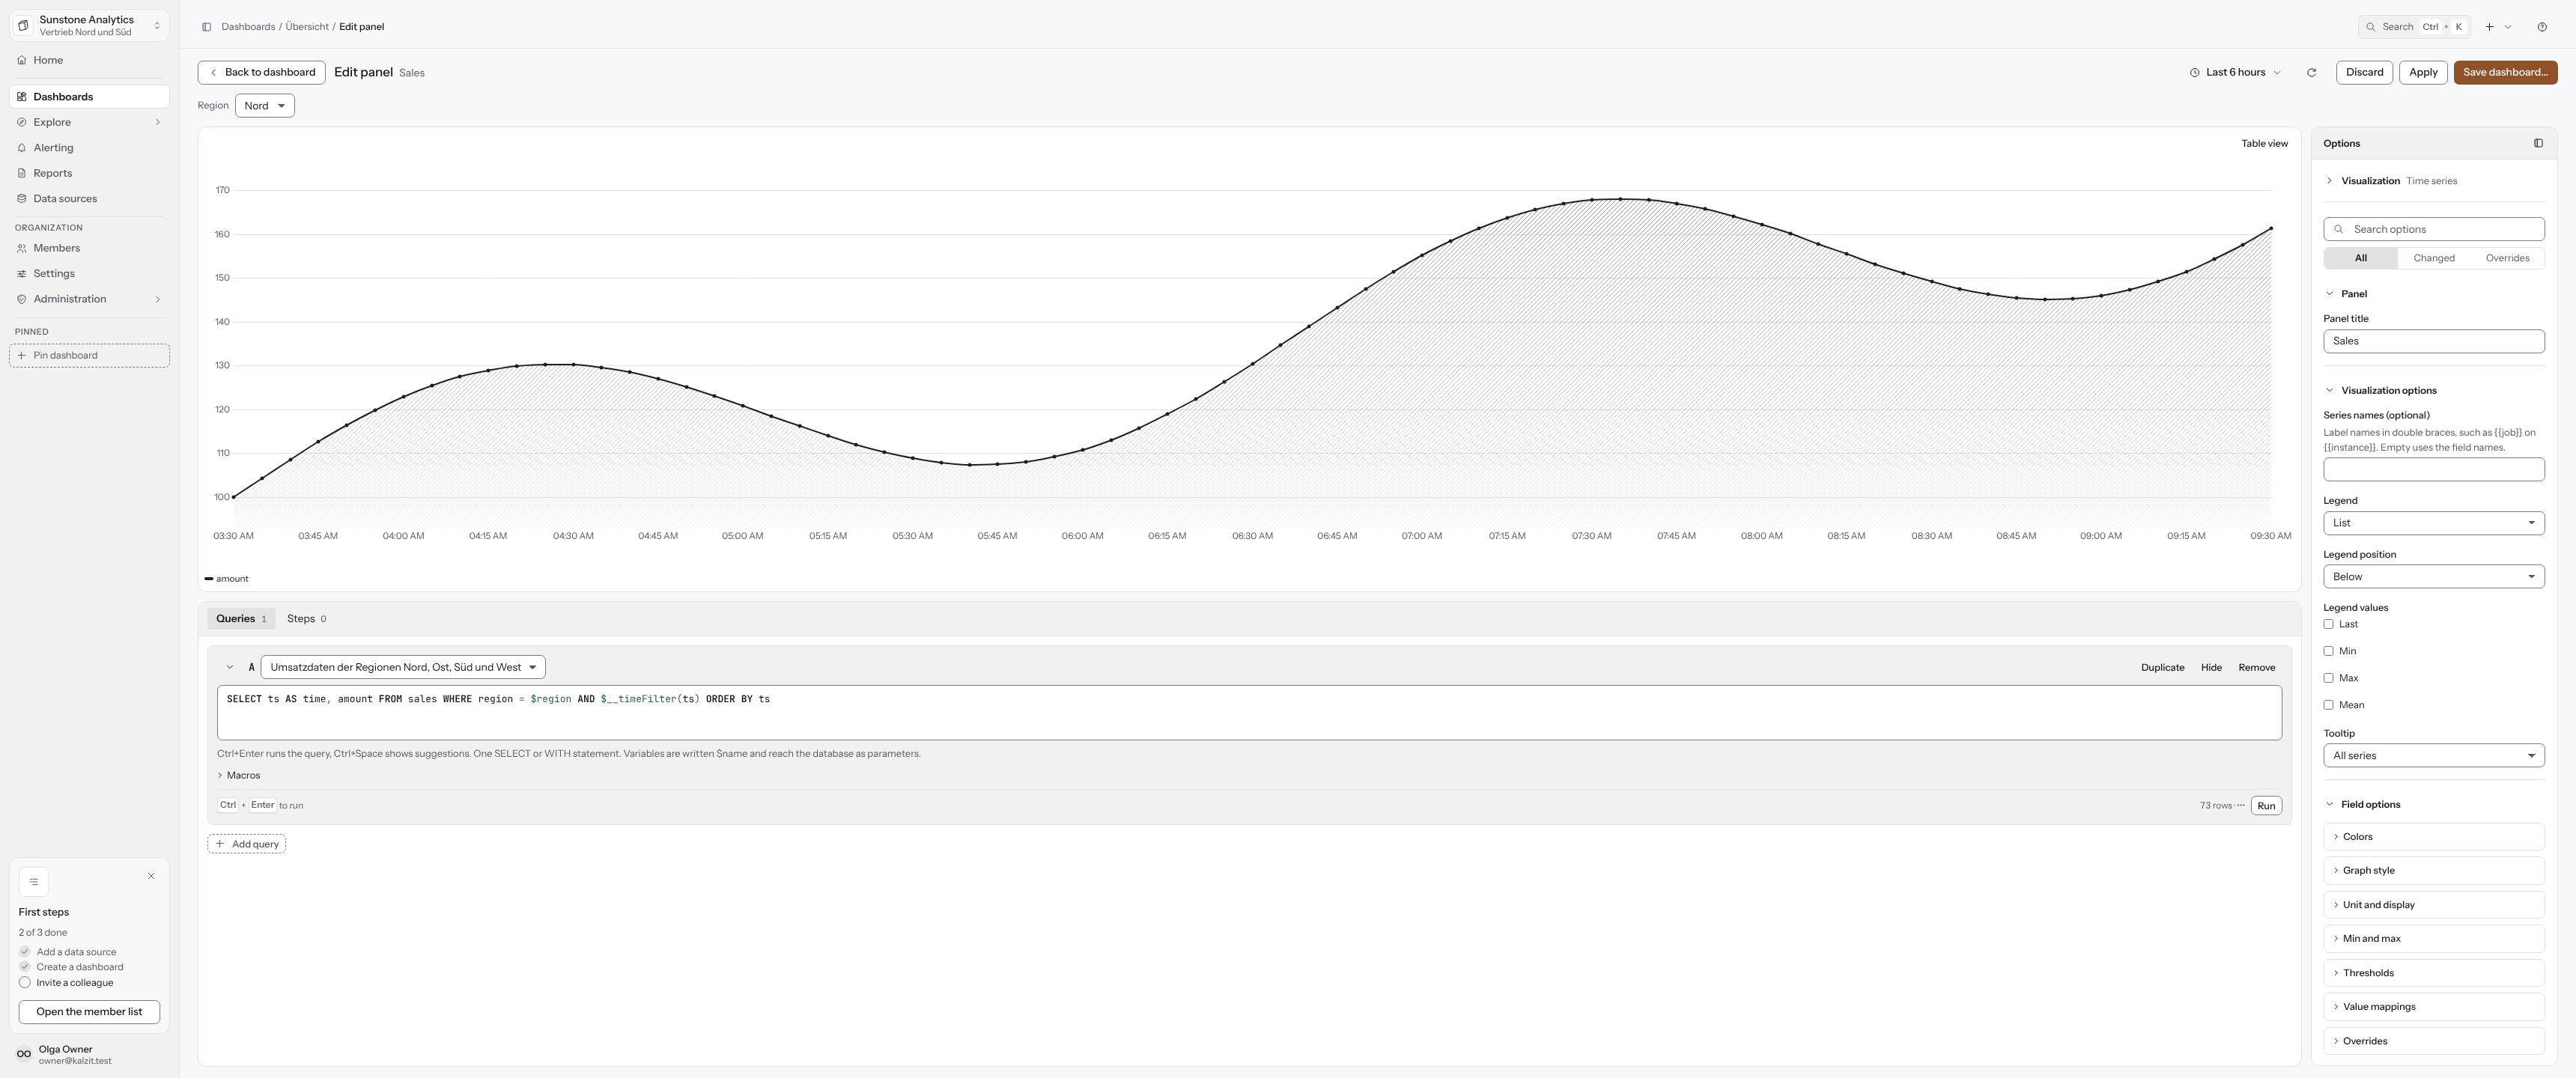 Sunstone Analytics
Vertrieb Nord und Süd
Home
Dashboards
Explore
Alerting
Reports
Data sources
ORGANIZATION
Members
Settings
Administration
PINNED
Pin dashboard
First steps
2 of 3 done
Add a data source
Create a dashboard
Invite a colleague
Open the member list
OO
Olga Owner
owner@kalzit.test
Dashboards / Übersicht / Edit panel
Search Ctrl + K
Back to dashboard
Edit panel Sales
Last 6 hours
Discard
Apply
Save dashboard...
Region Nord
Table view
170
160
150
140
130
120
110
100
03:30 AM 03:45 AM 04:00 AM 04:15 AM 04:30 AM 04:45 AM 05:00 AM 05:15 AM 05:30 AM 05:45 AM 06:00 AM 06:15 AM 06:30 AM 06:45 AM 07:00 AM 07:15 AM 07:30 AM 07:45 AM 08:00 AM 08:15 AM 08:30 AM 08:45 AM 09:00 AM 09:15 AM 09:30 AM
amount
Queries 1 Steps 0
A Umsatzdaten der Regionen Nord, Ost, Süd und West
Duplicate Hide Remove
SELECT ts AS time, amount FROM sales WHERE region = $region AND $__timeFilter(ts) ORDER BY ts
Ctrl+Enter runs the query, Ctrl+Space shows suggestions. One SELECT or WITH statement. Variables are written $name and reach the database as parameters.
Macros
Ctrl + Enter to run
73 rows · ···
Run
Add query
Options
Visualization Time series
Search options
All Changed Overrides
Panel
Panel title
Sales
Visualization options
Series names (optional)
Label names in double braces, such as {{job}} on
{{instance}}. Empty uses the field names.
Legend
List
Legend position
Below
Legend values
Last
Min
Max
Mean
Tooltip
All series
Field options
Colors
Graph style
Unit and display
Min and max
Thresholds
Value mappings
Overrides